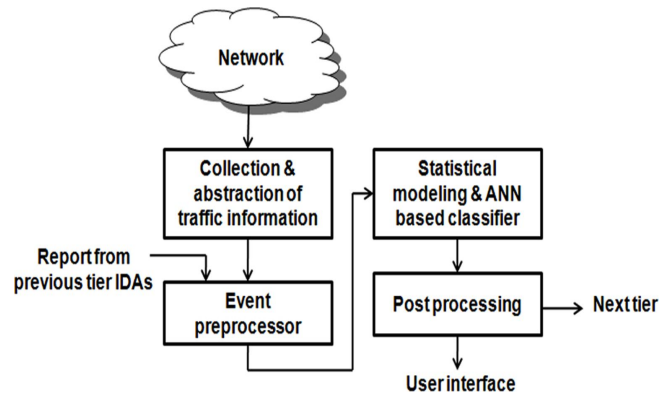 Network
Collection &
abstraction of
traffic information
Report from
previous tier IDAs
Event
preprocessor
Statistical
modeling & ANN
based classifier
Post processing
Next tier
User interface